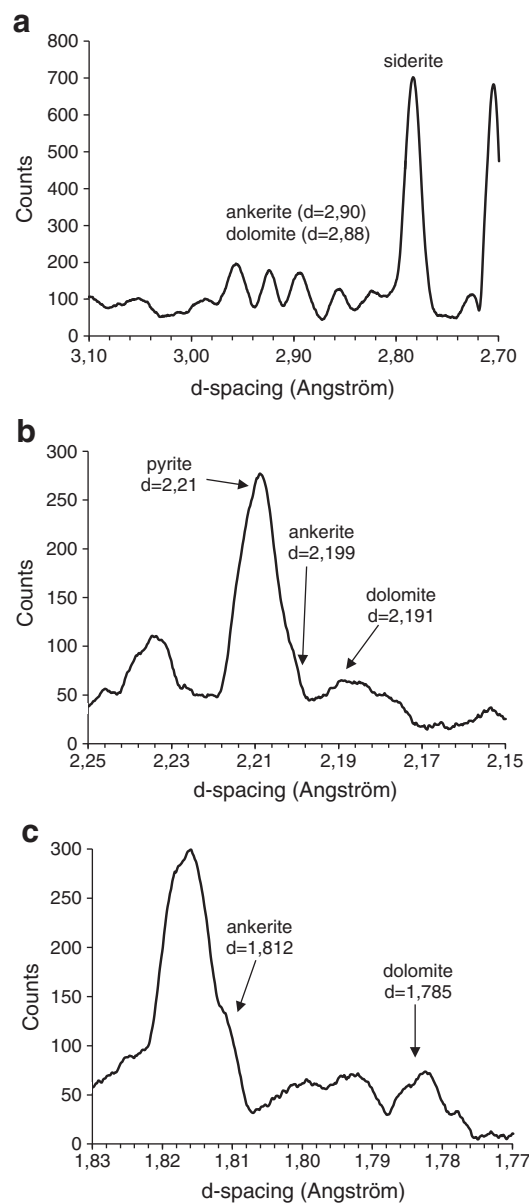 a
siderite
800
700
600
500
400
300
200
100
0
Counts
ankerite (d=2,90)
dolomite (d=2,88)
3,10 3,00 2,90 2,80 2,70
d-spacing (Angström)
b
300
250
200
150
100
50
0
Counts
pyrite
d=2,21
ankerite
d=2,199
dolomite
d=2,191
2,25 2,23 2,21 2,19 2,17 2,15
d-spacing (Angström)
c
300
250
200
150
100
50
0
Counts
ankerite
d=1,812
dolomite
d=1,785
1,83 1,82 1,81 1,80 1,79 1,78 1,77
d-spacing (Angström)